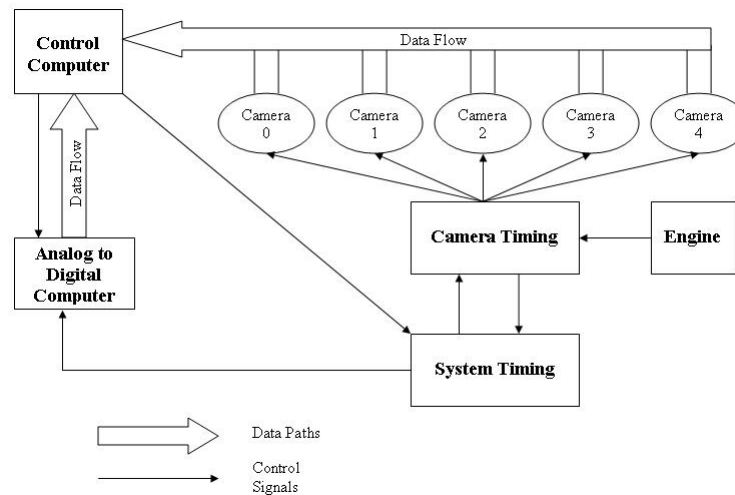 Control
Computer
Data Flow
Camera
0
Camera
1
Camera
2
Camera
3
Camera
4
Data Flow
Camera Timing
Engine
Analog to
Digital
Computer
System Timing
Data Paths
Control
Signals